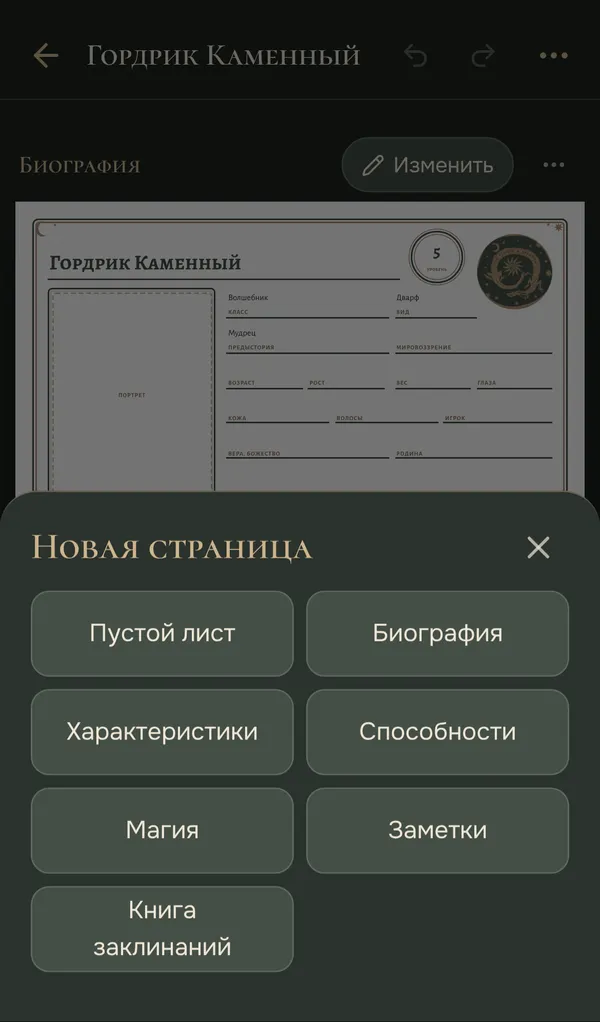 Гордрик Каменный
Биография
Изменить
Гордрик Каменный
5
уровень
Волшебник
Дварф
класс
вид
Мудрец
предыстория
мировоззрение
портрет
возраст
рост
вес
глаза
кожа
волосы
игрок
вера, божество
родина
Новая страница
Пустой лист
Биография
Характеристики
Способности
Магия
Заметки
Книга
заклинаний